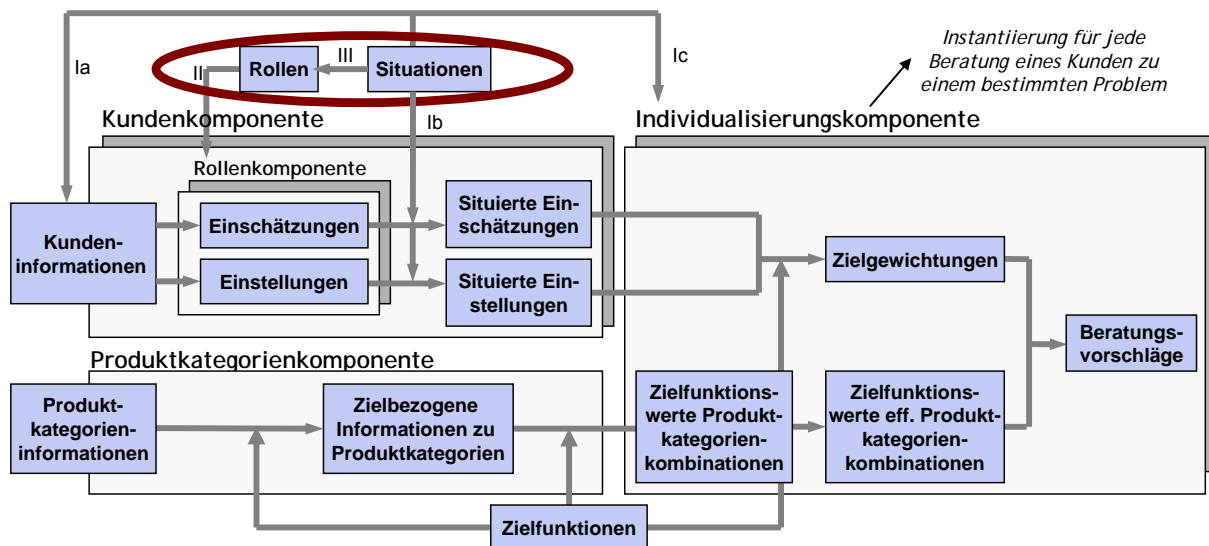 Ia
II
Rollen
III
Situationen
Ic
Instantiierung für jede
Beratung eines Kunden zu
einem bestimmten Problem
Kundenkomponente
Ib
Individualisierungskomponente
Rollenkomponente
Kunden-
informationen
Einschätzungen
Einstellungen
Situierte Ein-
schätzungen
Situierte Ein-
stellungen
Zielgewichtungen
Beratungs-
vorschläge
Produktkategorienkomponente
Produkt-
kategorien-
informationen
Zielbezogene
Informationen zu
Produktkategorien
Zielfunktions-
werte Produkt-
kategorien-
kombinationen
Zielfunktions-
werte eff. Produkt-
kategorien-
kombinationen
Zielfunktionen